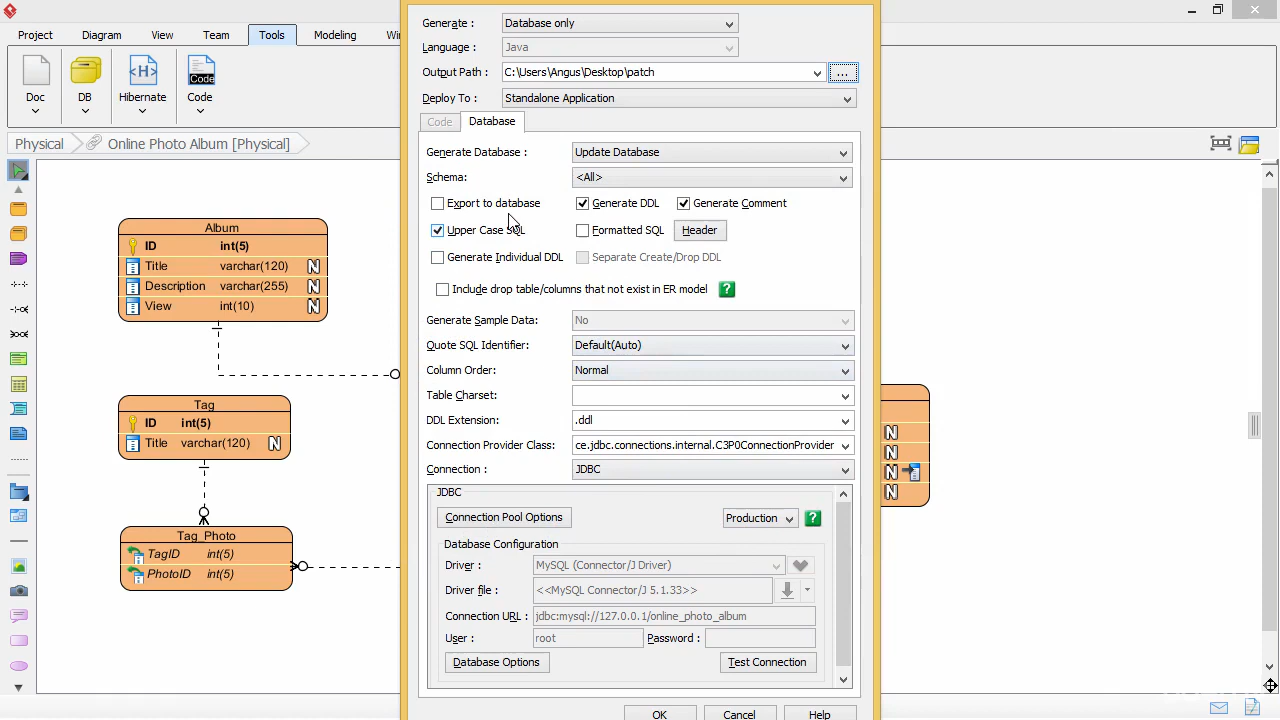 Generate :
Database only
Project
Diagram
View
Team
Tools
Modeling
Wi
Language :
Java
Output Path :
C:\Users\Angus\Desktop\patch
...
Doc
DB
Hibernate
Code
Code
Deploy To :
Standalone Application
Code
Database
Physical
Online Photo Album [Physical]
Generate Database :
Update Database
Schema:
<All>
Export to database
Generate DDL
Generate Comment
Upper Case SQL
Formatted SQL
Header
Generate Individual DDL
Separate Create/Drop DDL
Include drop table/columns that not exist in ER model
?
Generate Sample Data:
No
Quote SQL Identifier:
Default(Auto)
Column Order:
Normal
Table Charset:
DDL Extension:
.ddl
Connection Provider Class:
ce.jdbc.connections.internal.C3P0ConnectionProvider
Connection :
JDBC
JDBC
Connection Pool Options
Production
?
Database Configuration
Driver :
MySQL (Connector/J Driver)
Driver file :
<<MySQL Connector/J 5.1.33>>
Connection URL :
jdbc:mysql://127.0.0.1/online_photo_album
User :
root
Password :
Database Options
Test Connection
OK
Cancel
Help
Album
ID int(5)
Title varchar(120) N
Description varchar(255) N
View int(10) N
Tag
ID int(5)
Title varchar(120) N
Tag_Photo
TagID int(5)
PhotoID int(5)
N
N
N
N